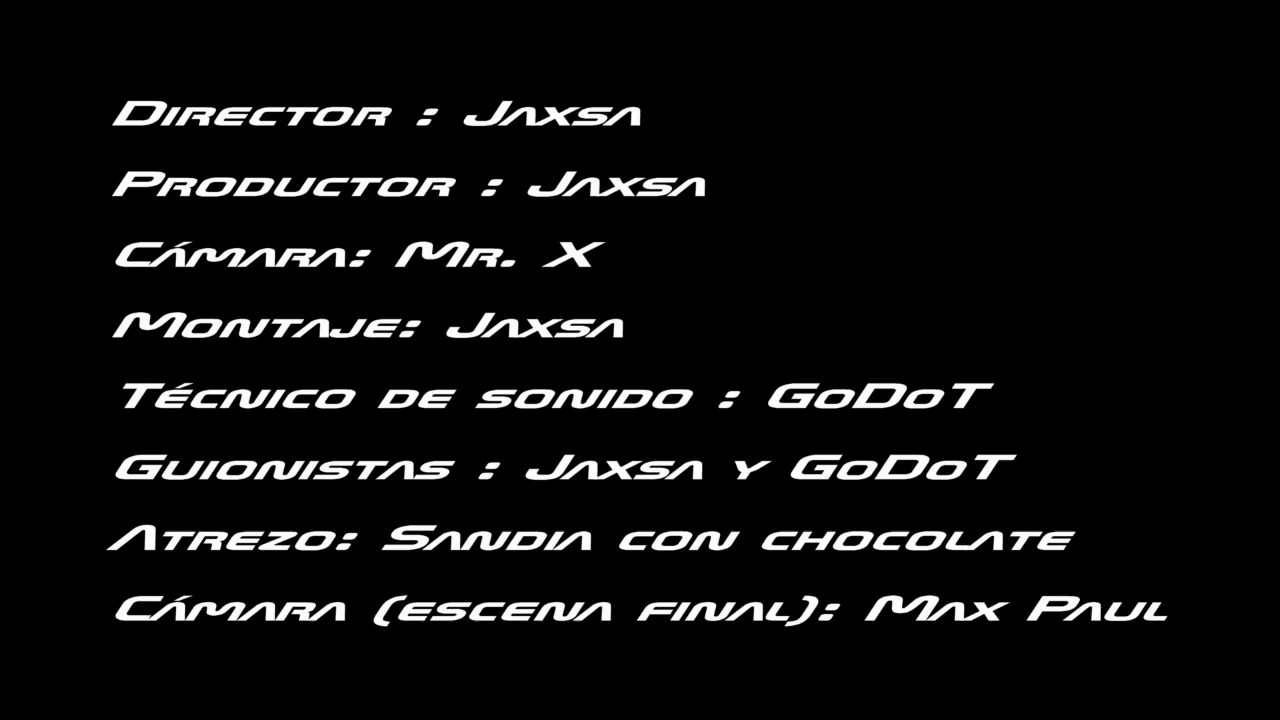 Director : Jaxsa
Productor : Jaxsa
Cámara: Mr. X
Montaje: Jaxsa
Técnico de sonido : GoDoT
Guionistas : Jaxsa y GoDoT
Atrezo: Sandia con chocolate
Cámara (escena final): Max Paul